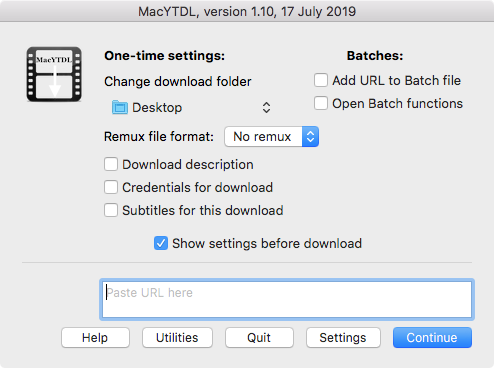 MacYTDL, version 1.10, 17 July 2019
MacYTDL
One-time settings:
Change download folder
Desktop
Remux file format: No remux
Download description
Credentials for download
Subtitles for this download
Batches:
Add URL to Batch file
Open Batch functions
Show settings before download
Paste URL here
Help Utilities Quit Settings Continue